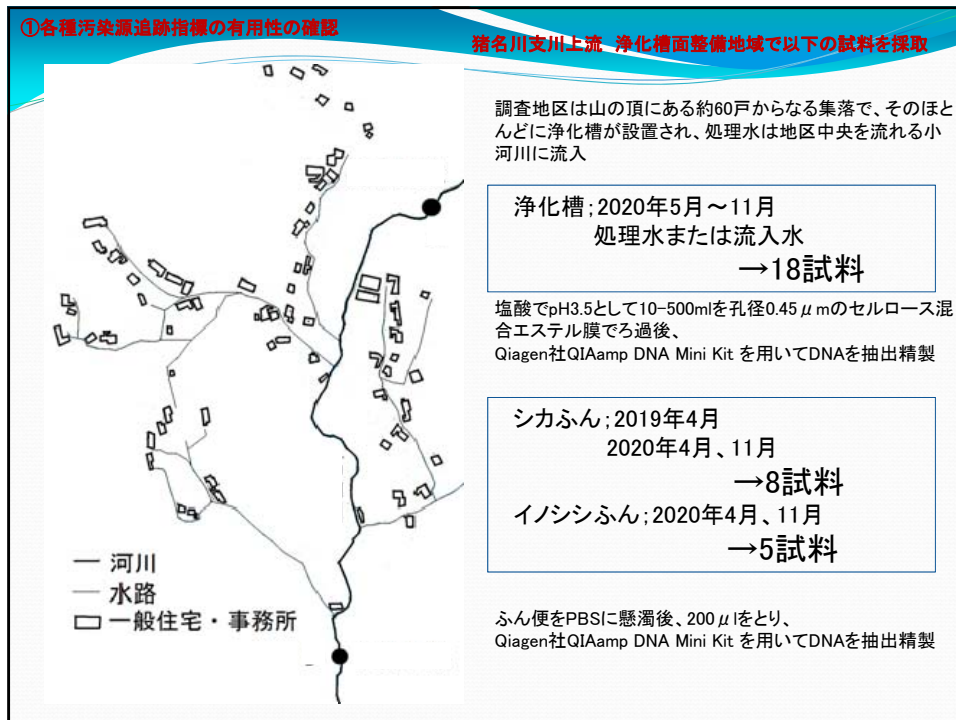 ①各種汚染源追跡指標の有用性の確認
猪名川支川上流　浄化槽面整備地域で以下の試料を採取
調査地区は山の頂にある約60戸からなる集落で、そのほと
んどに浄化槽が設置され、処理水は地区中央を流れる小
河川に流入
浄化槽；2020年5月～11月
処理水または流入水
→18試料
塩酸でpH3.5として10-500mlを孔径0.45μmのセルロース混
合エステル膜でろ過後、
Qiagen社QIAamp DNA Mini Kit を用いてDNAを抽出精製
シカふん；2019年4月
2020年4月、11月
→8試料
イノシシふん；2020年4月、11月
→5試料
ふん便をPBSに懸濁後、200μlをとり、
Qiagen社QIAamp DNA Mini Kit を用いてDNAを抽出精製
河川
水路
一般住宅・事務所